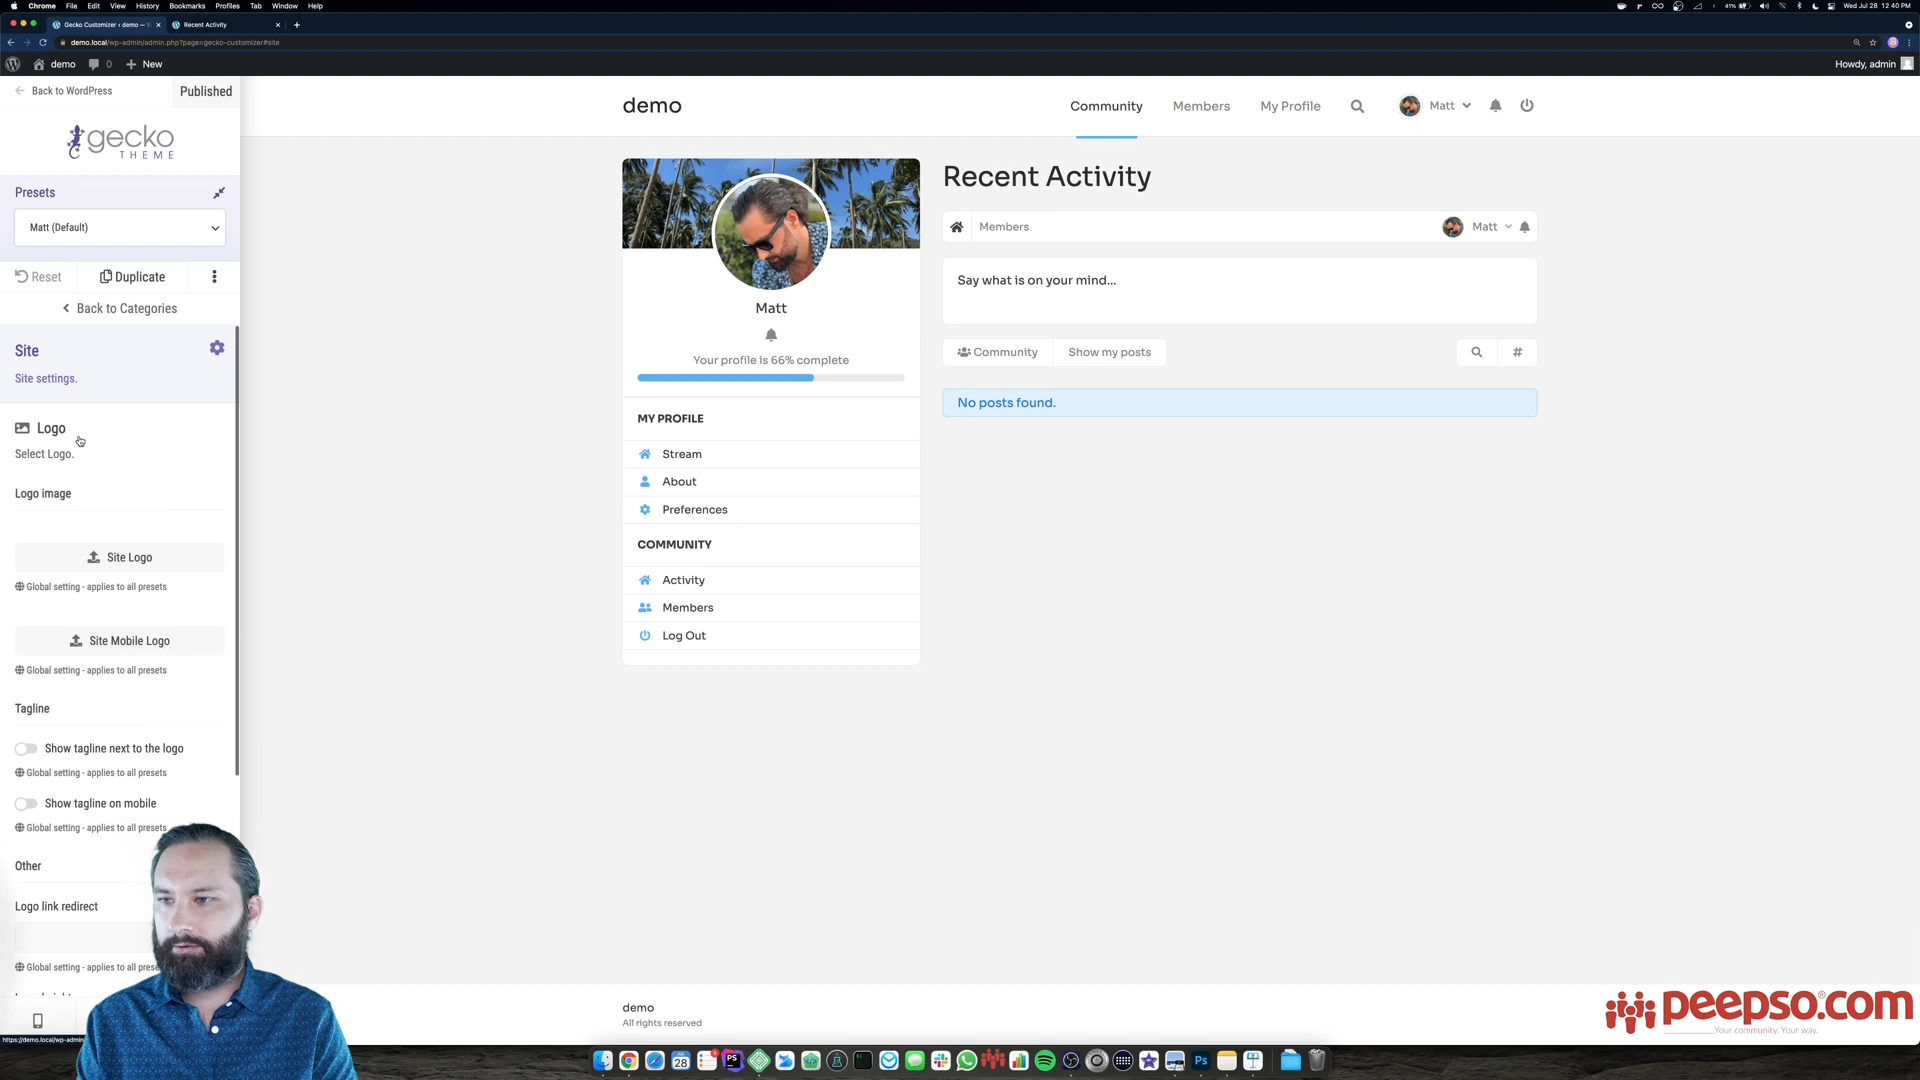 Chrome File Edit View History Bookmarks Profiles Tab Window Help
41% Wed Jul 28 12:40 PM
Gecko Customizer ‹ demo —
Recent Activity
demo.local/wp-admin/admin.php?page=gecko-customizer#site
demo 0 New
Howdy, admin
Back to WordPress
Published
gecko
THEME
Presets
Matt (Default)
Reset
Duplicate
Back to Categories
Site
Site settings.
Logo
Select Logo.
Logo image
Site Logo
Global setting - applies to all presets
Site Mobile Logo
Global setting - applies to all presets
Tagline
Show tagline next to the logo
Global setting - applies to all presets
Show tagline on mobile
Global setting - applies to all presets
Other
Logo link redirect
Global setting - applies to all prese
https://demo.local/wp-admin
demo
Community Members My Profile Matt
Matt
Your profile is 66% complete
MY PROFILE
Stream
About
Preferences
COMMUNITY
Activity
Members
Log Out
Recent Activity
Members
Matt
Say what is on your mind...
Community
Show my posts
#
No posts found.
demo
All rights reserved
peepso.com
Your community. Your way.